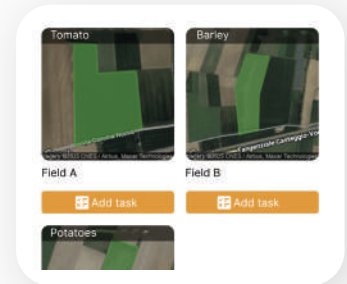 Tomato
Barley
Field A
Field B
Add task
Add task
Potatoes